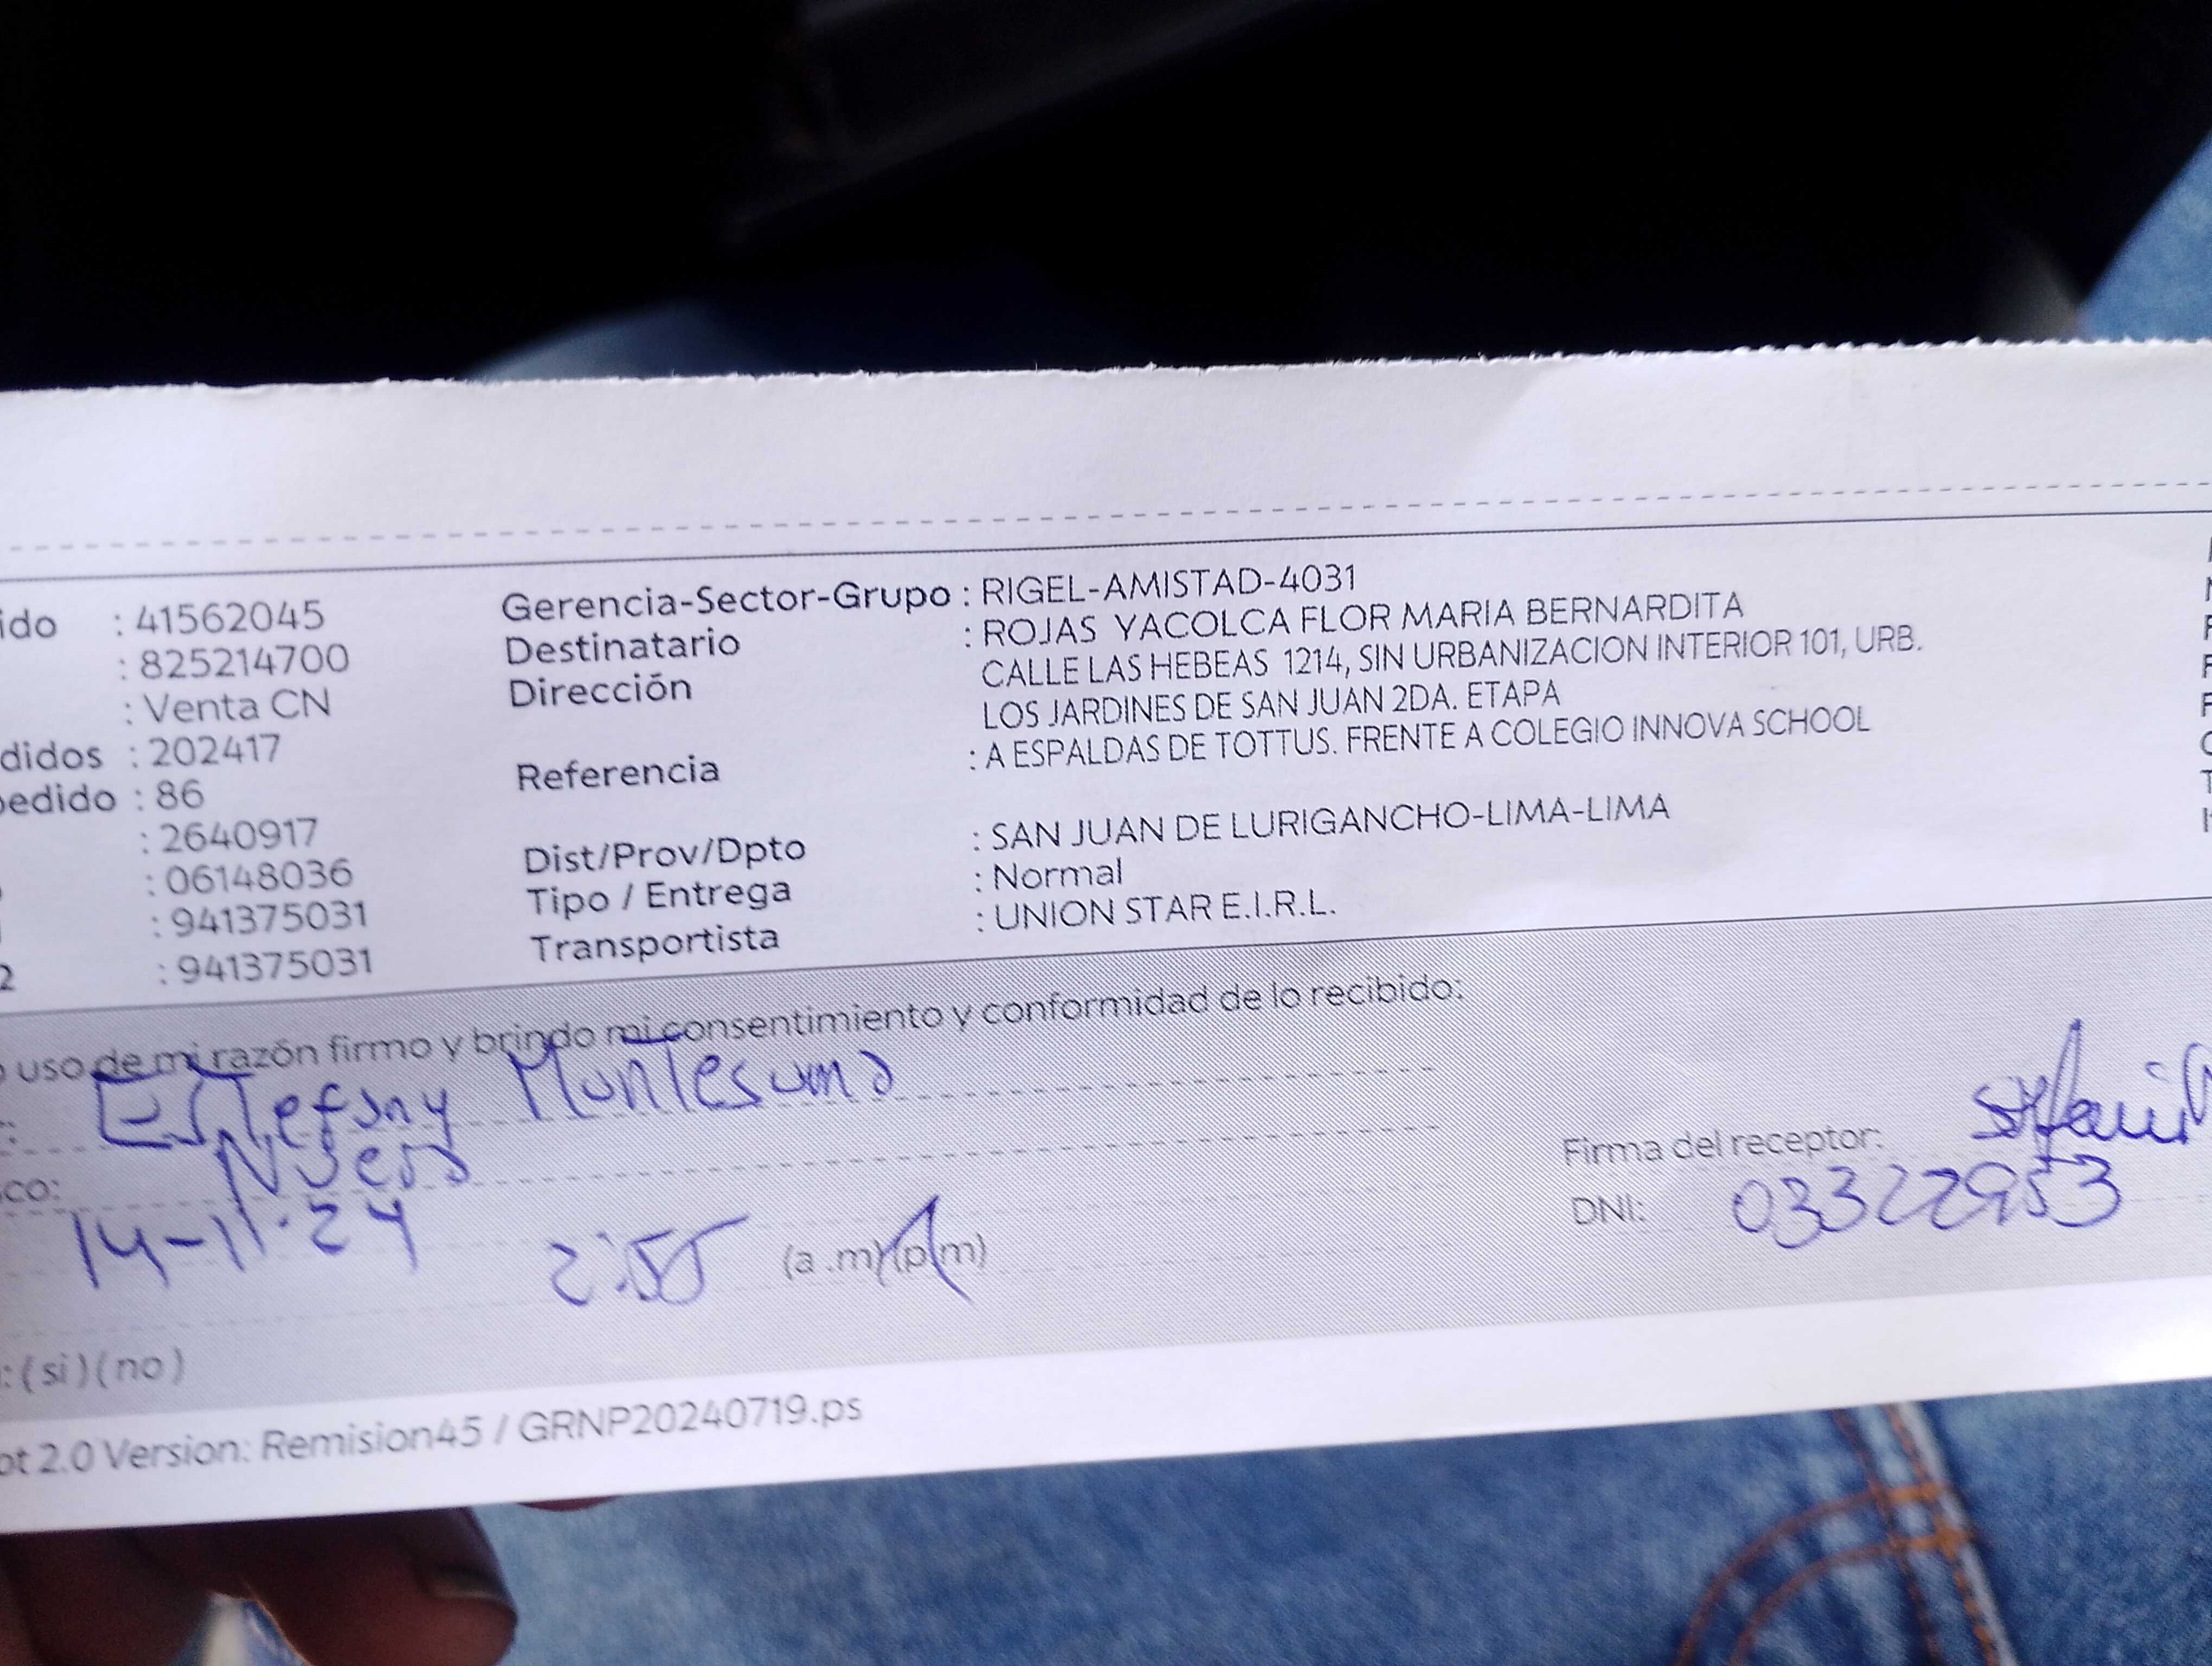 ido : 41562045 Gerencia-Sector-Grupo : RIGEL-AMISTAD-4031
: 825214700 Destinatario : ROJAS YACOLCA FLOR MARIA BERNARDITA
: Venta CN Dirección CALLE LAS HEBEAS 1214, SIN URBANIZACION INTERIOR 101, URB.
LOS JARDINES DE SAN JUAN 2DA. ETAPA
didos : 202417 Referencia : A ESPALDAS DE TOTTUS. FRENTE A COLEGIO INNOVA SCHOOL
pedido : 86
: 2640917 Dist/Prov/Dpto : SAN JUAN DE LURIGANCHO-LIMA-LIMA
: 06148036 Tipo / Entrega : Normal
: 941375031 Transportista : UNION STAR E.I.R.L.
2 : 941375031
o uso de mi razón firmo y brindo mi consentimiento y conformidad de lo recibido:
Estefany Montesuma
co: Nuera Firma del receptor:
14-11-24 2:55 (a .m) (p.m) DNI: 03322953
: ( si ) ( no )
ot 2.0 Version: Remision45 / GRNP20240719.ps